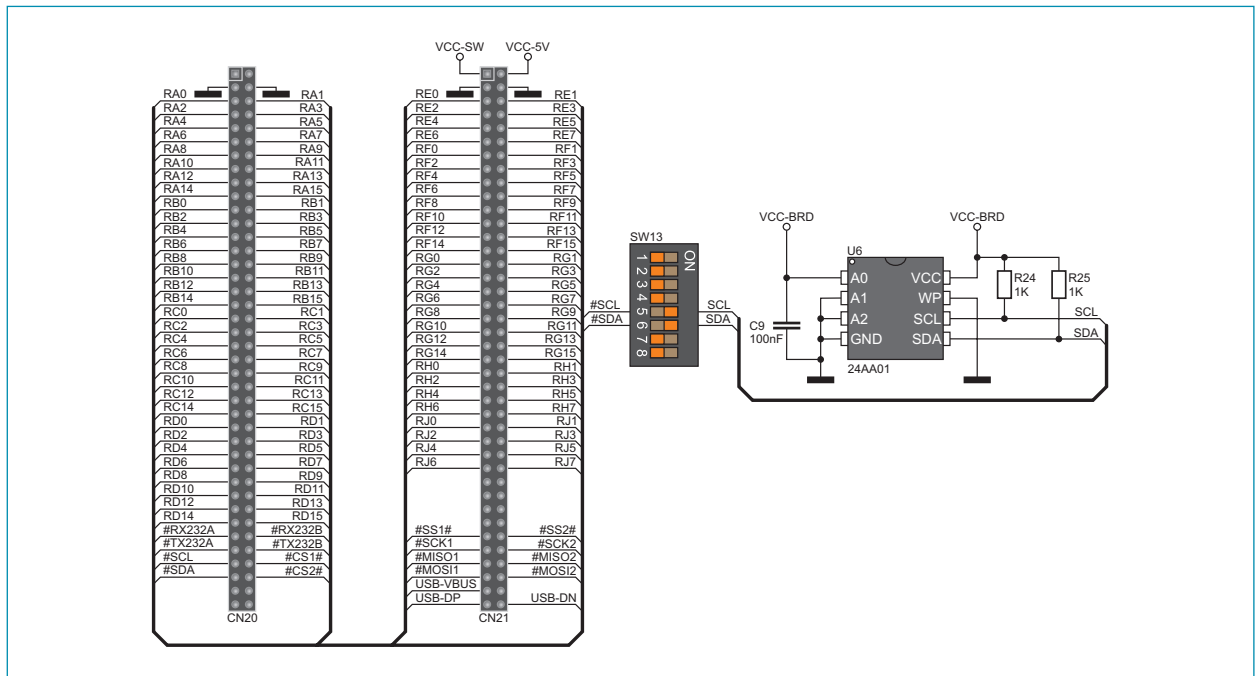 VCC-SW VCC-5V
RA0 RA1 RE0 RE1
RA2 RA3 RE2 RE3
RA4 RA5 RE4 RE5
RA6 RA7 RE6 RE7
RA8 RA9 RF0 RF1
RA10 RA11 RF2 RF3
RA12 RA13 RF4 RF5
RA14 RA15 RF6 RF7
RB0 RB1 RF8 RF9
RB2 RB3 RF10 RF11
RB4 RB5 RF12 RF13
RB6 RB7 RF14 RF15
RB8 RB9 RG0 RG1
RB10 RB11 RG2 RG3
RB12 RB13 RG4 RG5
RB14 RB15 RG6 RG7
RC0 RC1 RG8 RG9
RC2 RC3 RG10 RG11
RC4 RC5 RG12 RG13
RC6 RC7 RG14 RG15
RC8 RC9 RH0 RH1
RC10 RC11 RH2 RH3
RC12 RC13 RH4 RH5
RC14 RC15 RH6 RH7
RD0 RD1 RJ0 RJ1
RD2 RD3 RJ2 RJ3
RD4 RD5 RJ4 RJ5
RD6 RD7 RJ6 RJ7
RD8 RD9
RD10 RD11
RD12 RD13
RD14 RD15
#RX232A #RX232B #SS1# #SS2#
#TX232A #TX232B #SCK1 #SCK2
#SCL #CS1# #MISO1 #MISO2
#SDA #CS2# #MOSI1 #MOSI2
USB-VBUS
USB-DP USB-DN
CN20 CN21
SW13
ON
1
2
3
4
5
6
7
8
#SCL SCL
#SDA SDA
VCC-BRD VCC-BRD
U6
A0 VCC
A1 WP
A2 SCL
GND SDA
24AA01
C9
100nF
R24
1K
R25
1K
SCL
SDA